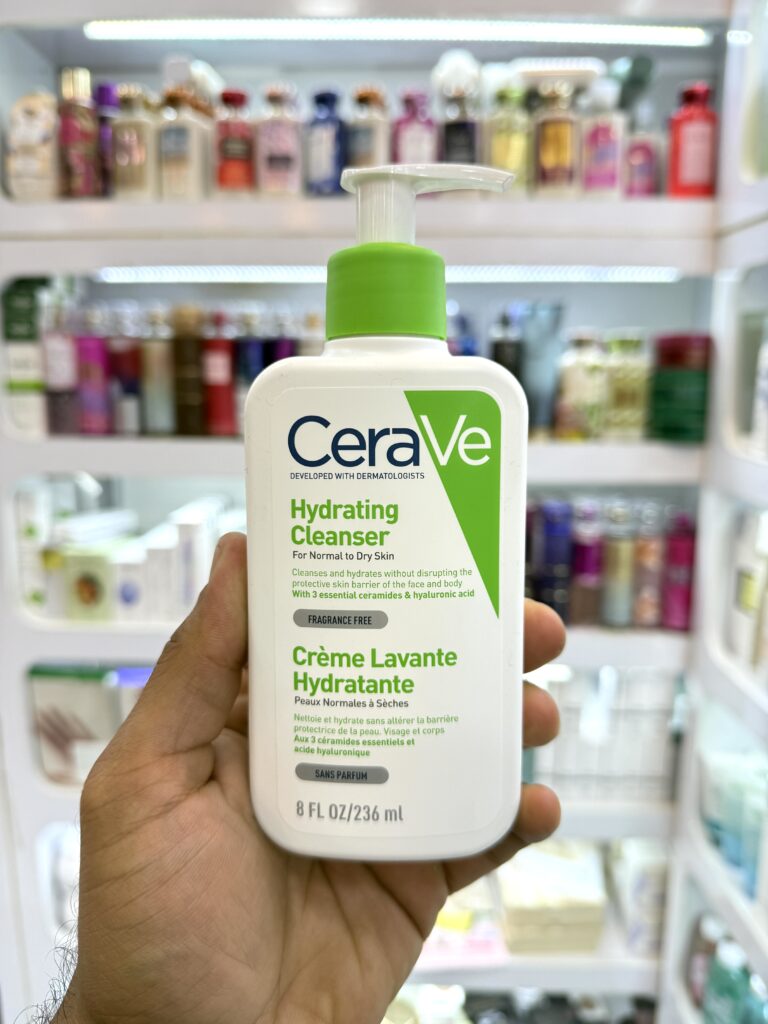 CeraVe
DEVELOPED WITH DERMATOLOGISTS
Hydrating
Cleanser
For Normal to Dry Skin
Cleanses and hydrates without disrupting the
protective skin barrier of the face and body
With 3 essential ceramides & hyaluronic acid
FRAGRANCE FREE
Crème Lavante
Hydratante
Peaux Normales à Sèches
Nettoie et hydrate sans altérer la barrière
protectrice de la peau. Visage et corps
Aux 3 céramides essentiels et
acide hyaluronique
SANS PARFUM
8 FL OZ/236 ml